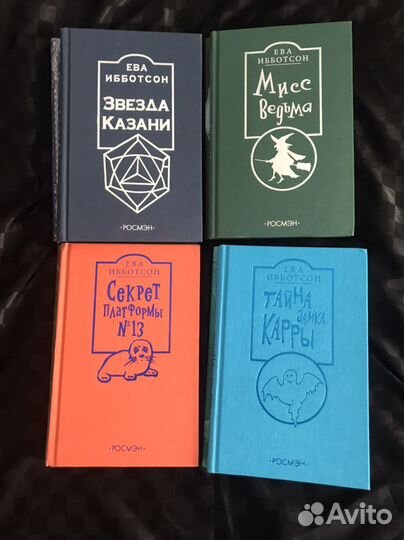 ЕВА
ИББОТСОН
ЗВЕЗДА
КАЗАНИ
·РОСМЭН·
ЕВА
ИББОТСОН
Мисс
Ведьма
·РОСМЭН·
ЕВА
ИББОТСОН
Секрет
платформы
№13
·РОСМЭН·
ЕВА
ИББОТСОН
ТАЙНА
ЗАМКА
КАРРЫ
·РОСМЭН·
Avito